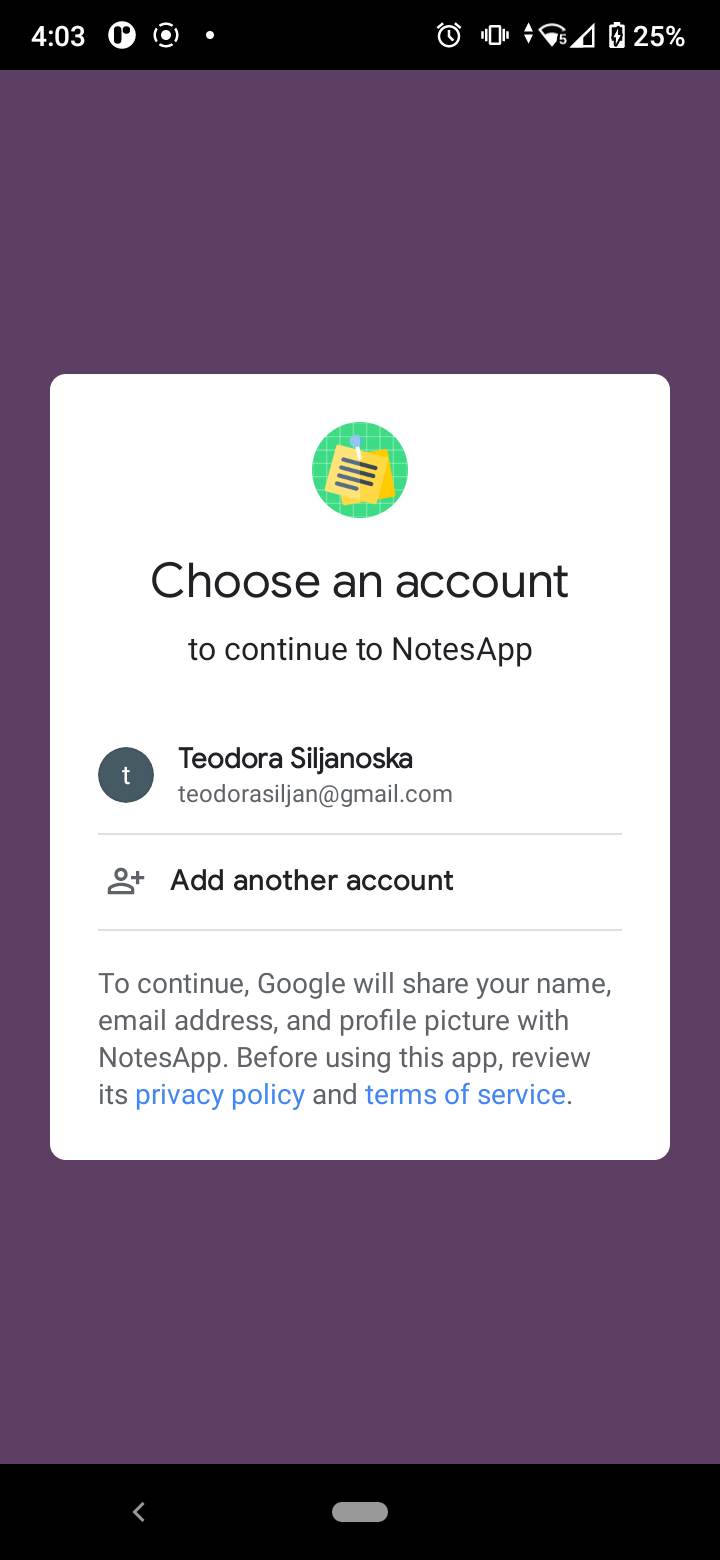 4:03
5
25%
Choose an account
to continue to NotesApp
t
Teodora Siljanoska
teodorasiljan@gmail.com
Add another account
To continue, Google will share your name,
email address, and profile picture with
NotesApp. Before using this app, review
its privacy policy and terms of service.